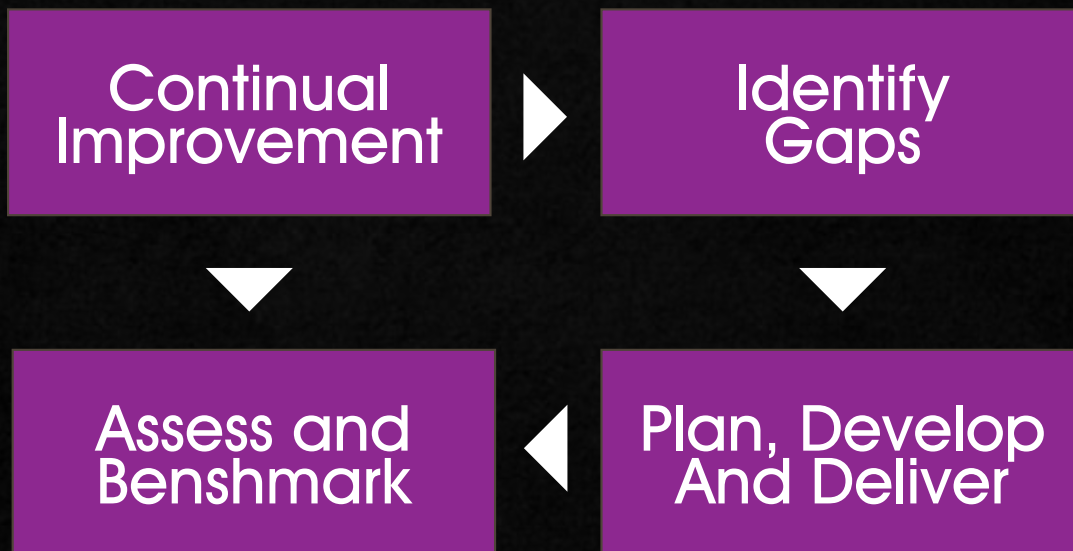 Continual
Improvement
Identify
Gaps
Assess and
Benshmark
Plan, Develop
And Deliver